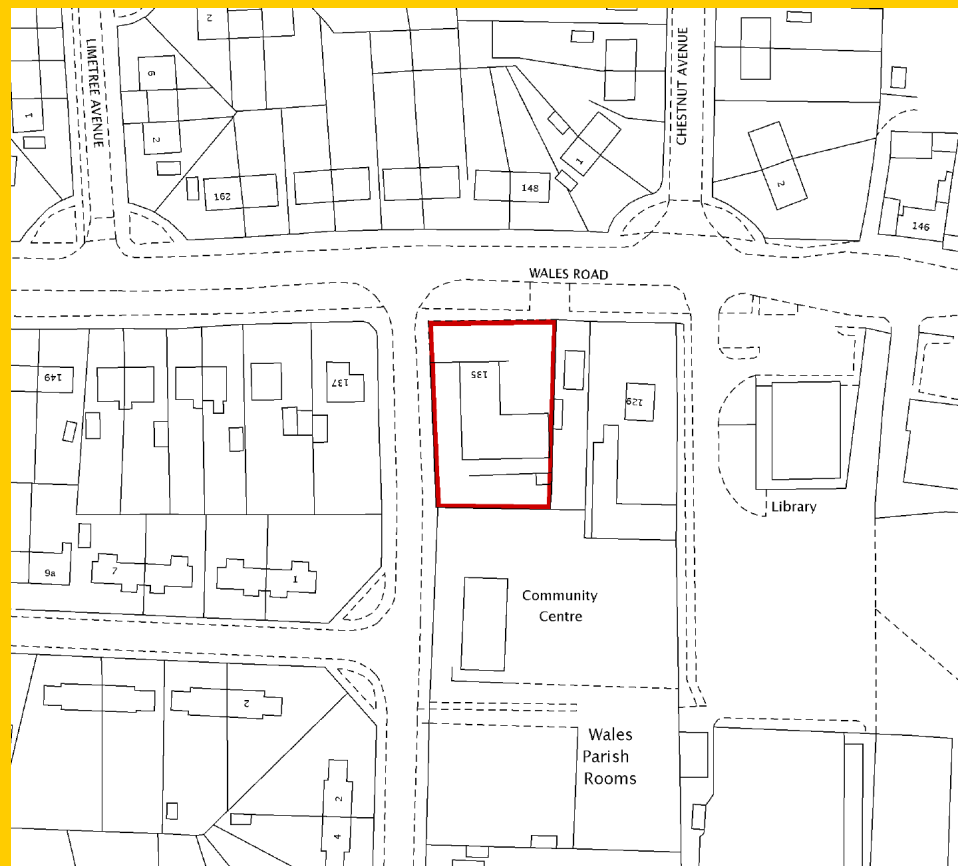 2
LIMETREE AVENUE
CHESTNUT AVENUE
6
1
2
1
2
162
148
146
WALES ROAD
149
137
135
129
Library
9a
7
1
Community
Centre
2
Wales
Parish
Rooms
2
4